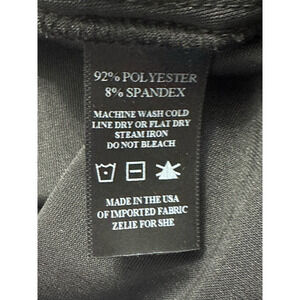 92% POLYESTER
8% SPANDEX
MACHINE WASH COLD
LINE DRY OR FLAT DRY
STEAM IRON
DO NOT BLEACH
MADE IN THE USA
OF IMPORTED FABRIC
ZELIE FOR SHE